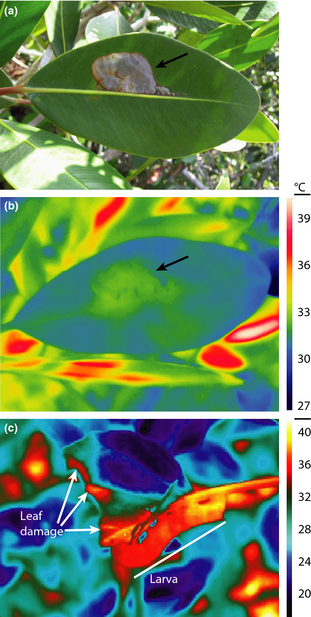 (a)
°C
(b)
39
36
33
30
27
(c)
40
36
32
28
24
20
Leaf
damage
Larva